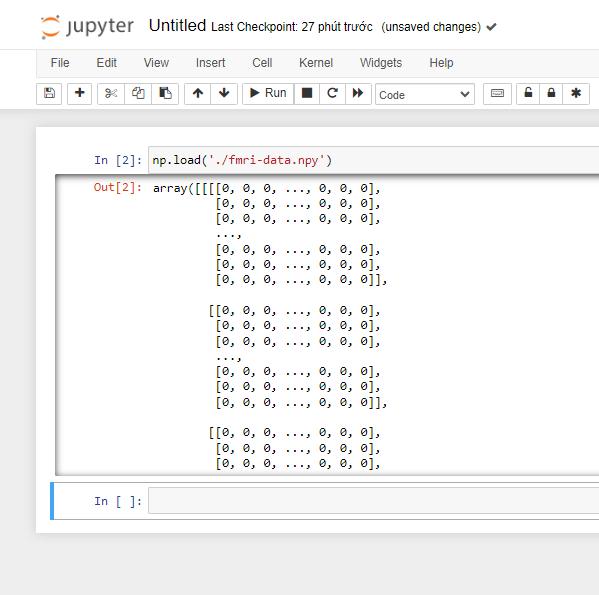 jupyter Untitled Last Checkpoint: 27 phút trước (unsaved changes)
File Edit View Insert Cell Kernel Widgets Help
Run Code
In [2]: np.load('./fmri-data.npy')
Out[2]: array([[[[0, 0, 0, ..., 0, 0, 0],
[0, 0, 0, ..., 0, 0, 0],
[0, 0, 0, ..., 0, 0, 0],
...,
[0, 0, 0, ..., 0, 0, 0],
[0, 0, 0, ..., 0, 0, 0],
[0, 0, 0, ..., 0, 0, 0]],
[[0, 0, 0, ..., 0, 0, 0],
[0, 0, 0, ..., 0, 0, 0],
[0, 0, 0, ..., 0, 0, 0],
...,
[0, 0, 0, ..., 0, 0, 0],
[0, 0, 0, ..., 0, 0, 0],
[0, 0, 0, ..., 0, 0, 0]],
[[0, 0, 0, ..., 0, 0, 0],
[0, 0, 0, ..., 0, 0, 0],
[0, 0, 0, ..., 0, 0, 0],
In [ ]: